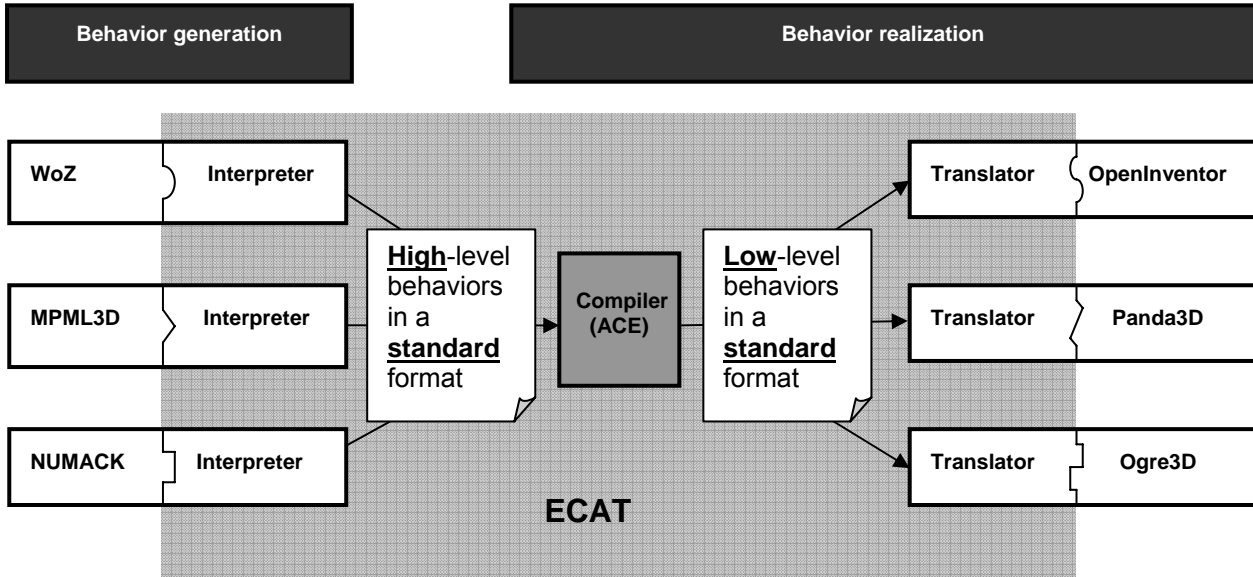 Behavior generation
Behavior realization
WoZ
Interpreter
Translator
OpenInventor
High-level
behaviors
in a
standard
format
Compiler
(ACE)
Low-level
behaviors
in a
standard
format
MPML3D
Interpreter
Translator
Panda3D
NUMACK
Interpreter
Translator
Ogre3D
ECAT